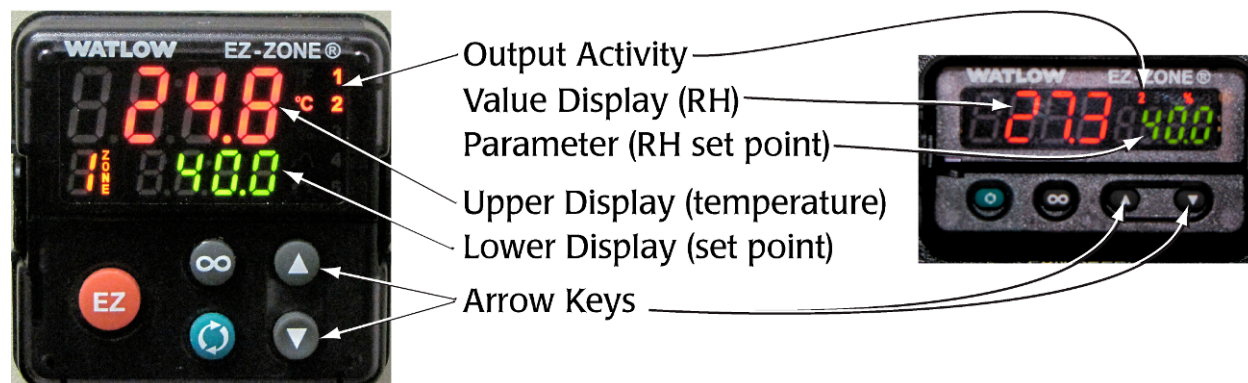 WATLOW EZ-ZONE®
24.8 °C
1
2
1 ZONE 40.0
EZ
Output Activity
Value Display (RH)
Parameter (RH set point)
Upper Display (temperature)
Lower Display (set point)
Arrow Keys
WATLOW EZ-ZONE®
27.3 2 % 40.0